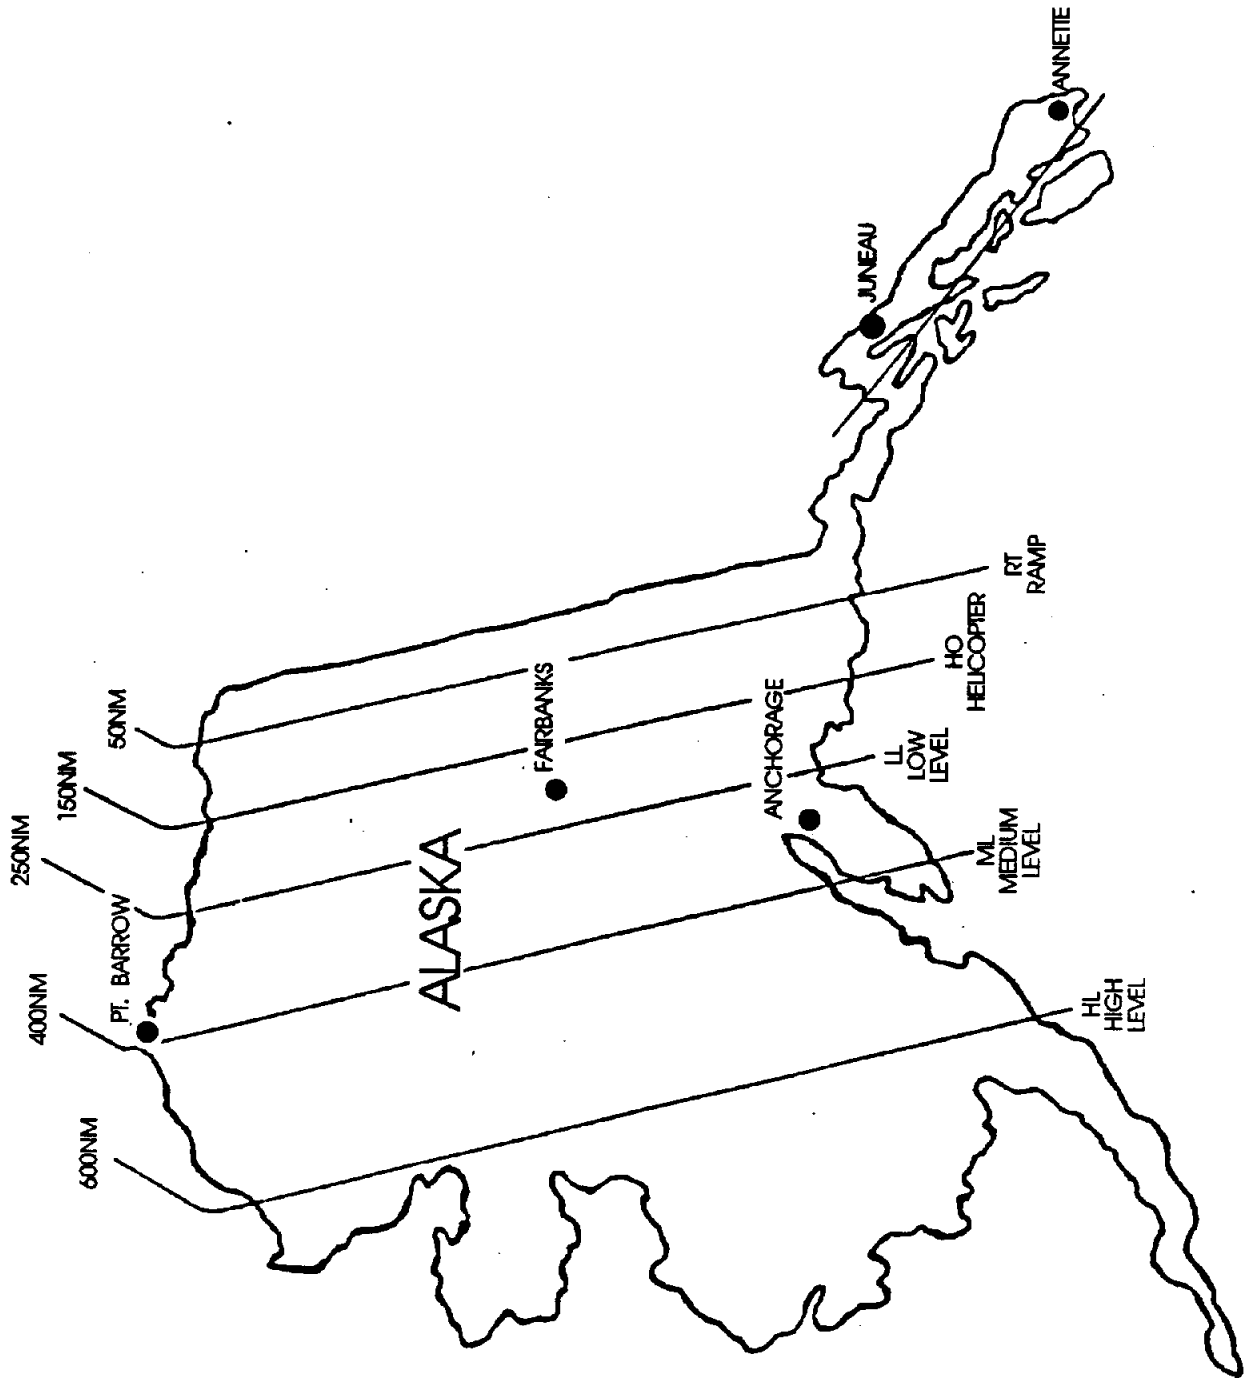 ANNETTE
JUNEAU
50NM
150NM
250NM
400NM
600NM
PT. BARROW
FAIRBANKS
ANCHORAGE
ALASKA
RT
RAMP
HO
HELICOPTER
LL
LOW
LEVEL
ML
MEDIUM
LEVEL
HL
HIGH
LEVEL